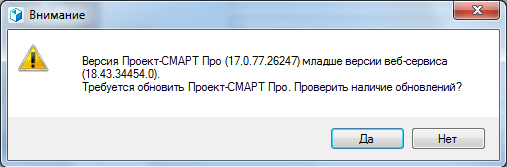 Внимание
Версия Проект-СМАРТ Про (17.0.77.26247) младше версии веб-сервиса
(18.43.34454.0).
Требуется обновить Проект-СМАРТ Про. Проверить наличие обновлений?
Да
Нет